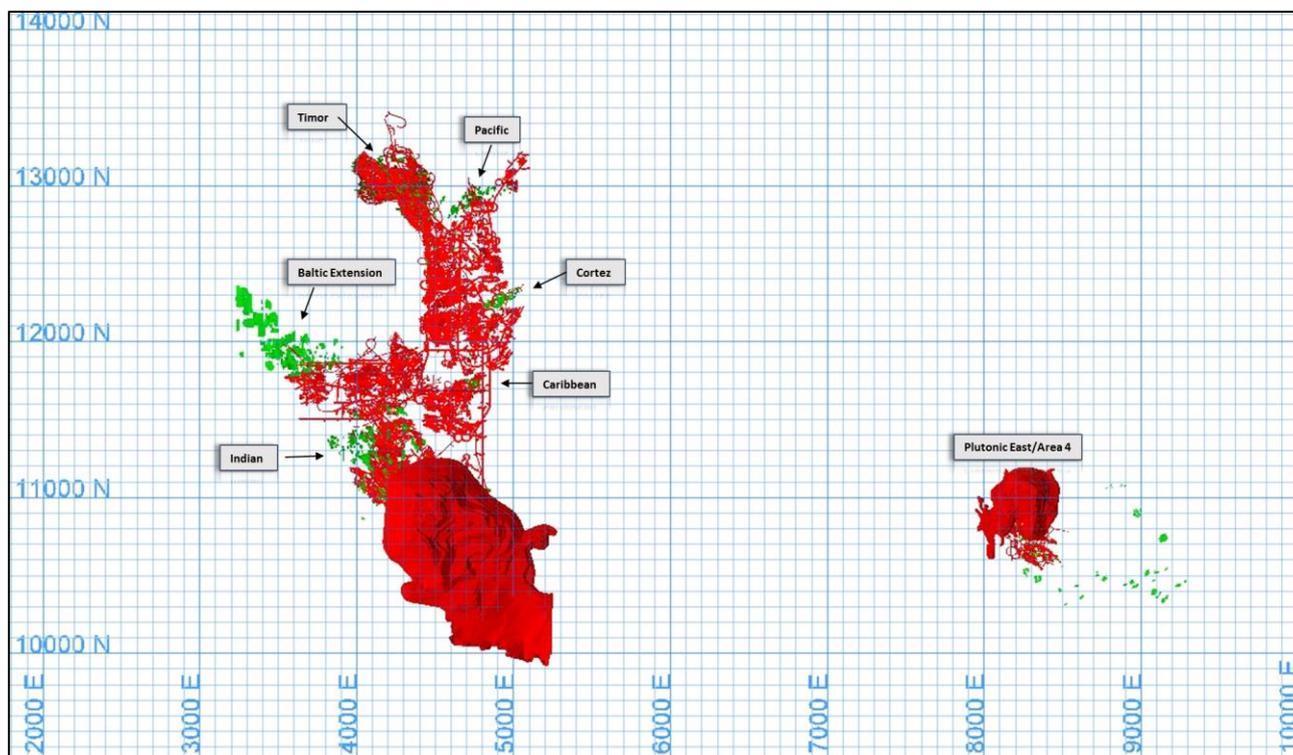 14000 N
Timor
Pacific
13000 N
Baltic Extension
Cortez
12000 N
Caribbean
Indian
Plutonic East/Area 4
11000 N
10000 N
2000 E
3000 E
4000 E
5000 E
6000 E
7000 E
8000 E
9000 E
10000 E